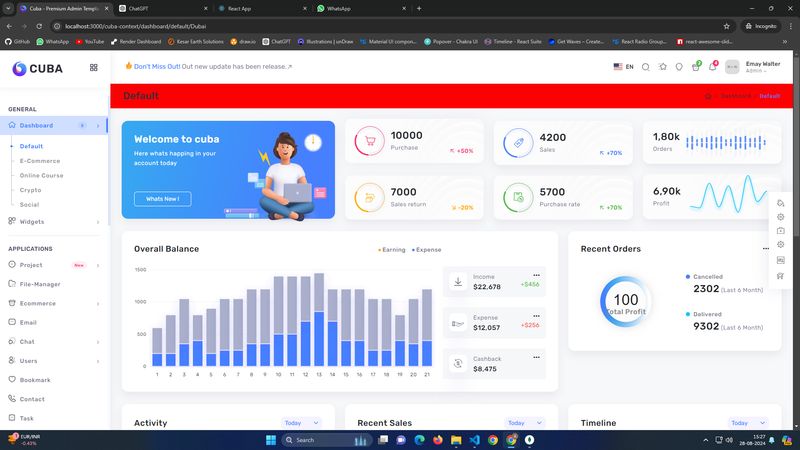 Cuba - Premium Admin Templa
ChatGPT
React App
WhatsApp
localhost:3000/cuba-context/dashboard/default/Dubai
Incognito
GitHub
WhatsApp
YouTube
Render Dashboard
Kesar Earth Solutions
draw.io
ChatGPT
Illustrations | unDraw
Material UI compon...
Popover - Chakra UI
Timeline - React Suite
Get Waves – Create...
React Radio Group...
react-awesome-slid...
CUBA
Don't Miss Out! Out new update has been release.
EN
Emay Walter
Admin
GENERAL
Dashboard
Default
E-Commerce
Online Course
Crypto
Social
Widgets
APPLICATIONS
Project
New
File-Manager
Ecommerce
Email
Chat
Users
Bookmark
Contacts
Task
Default
Dashboard
Default
Welcome to cuba
Here whats happing in your
account today
Whats New !
10000
Purchase
+50%
4200
Sales
+70%
1,80k
Orders
7000
Sales return
-20%
5700
Purchase rate
+70%
6,90k
Profit
Overall Balance
Earning
Expense
1500
1000
500
0
1 2 3 4 5 6 7 8 9 10 11 12 13 14 15 16 17 18 19 20 21
Income
$22,678
+$456
Expense
$12,057
+$256
Cashback
$8,475
Recent Orders
100
Total Profit
Cancelled
2302 (Last 6 Month)
Delivered
9302 (Last 6 Month)
Activity
Today
Recent Sales
Today
Timeline
Today
EUR/INR
-0.43%
Search
15:27
28-08-2024